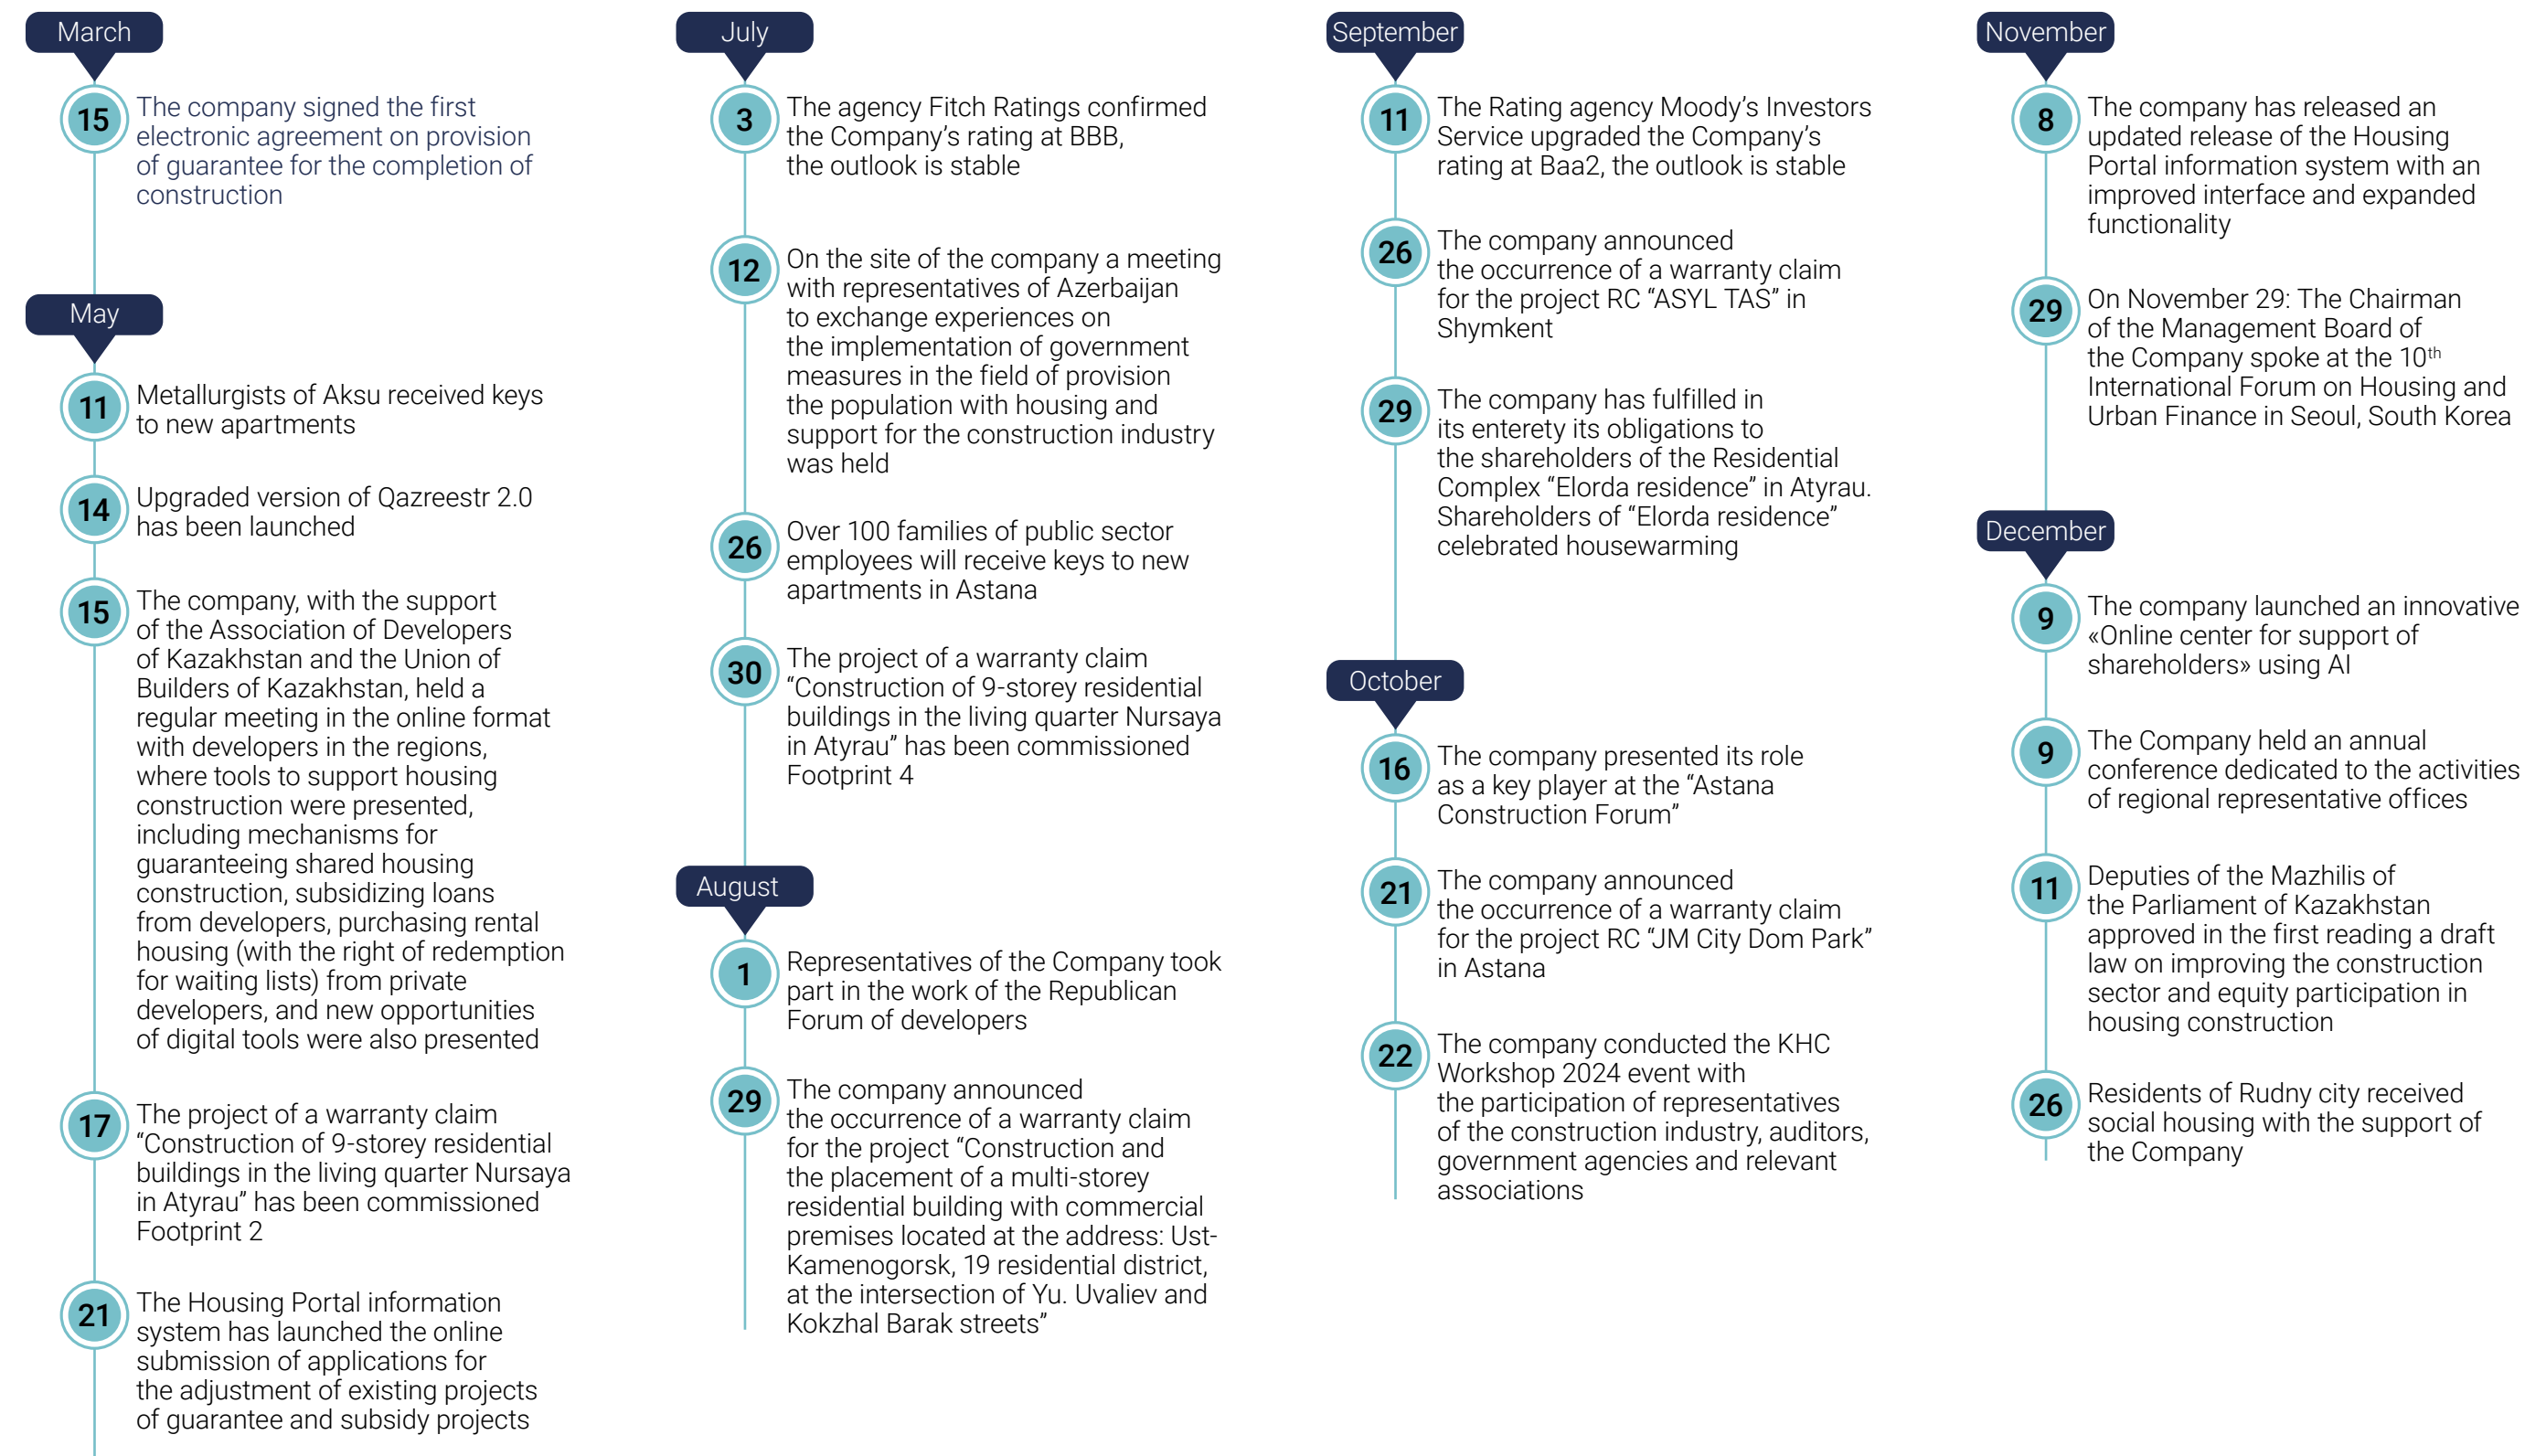 March
15
The company signed the first
electronic agreement on provision
of guarantee for the completion of
construction
May
11
Metallurgists of Aksu received keys
to new apartments
14
Upgraded version of Qazreestr 2.0
has been launched
15
The company, with the support
of the Association of Developers
of Kazakhstan and the Union of
Builders of Kazakhstan, held a
regular meeting in the online format
with developers in the regions,
where tools to support housing
construction were presented,
including mechanisms for
guaranteeing shared housing
construction, subsidizing loans
from developers, purchasing rental
housing (with the right of redemption
for waiting lists) from private
developers, and new opportunities
of digital tools were also presented
17
The project of a warranty claim
“Construction of 9-storey residential
buildings in the living quarter Nursaya
in Atyrau” has been commissioned
Footprint 2
21
The Housing Portal information
system has launched the online
submission of applications for
the adjustment of existing projects
of guarantee and subsidy projects
July
3
The agency Fitch Ratings confirmed
the Company’s rating at BBB,
the outlook is stable
12
On the site of the company a meeting
with representatives of Azerbaijan
to exchange experiences on
the implementation of government
measures in the field of provision
the population with housing and
support for the construction industry
was held
26
Over 100 families of public sector
employees will receive keys to new
apartments in Astana
30
The project of a warranty claim
“Construction of 9-storey residential
buildings in the living quarter Nursaya
in Atyrau” has been commissioned
Footprint 4
August
1
Representatives of the Company took
part in the work of the Republican
Forum of developers
29
The company announced
the occurrence of a warranty claim
for the project “Construction and
the placement of a multi-storey
residential building with commercial
premises located at the address: Ust-
Kamenogorsk, 19 residential district,
at the intersection of Yu. Uvaliev and
Kokzhal Barak streets”
September
11
The Rating agency Moody’s Investors
Service upgraded the Company’s
rating at Baa2, the outlook is stable
26
The company announced
the occurrence of a warranty claim
for the project RC “ASYL TAS” in
Shymkent
29
The company has fulfilled in
its enterety its obligations to
the shareholders of the Residential
Complex “Elorda residence” in Atyrau.
Shareholders of “Elorda residence”
celebrated housewarming
October
16
The company presented its role
as a key player at the “Astana
Construction Forum”
21
The company announced
the occurrence of a warranty claim
for the project RC “JM City Dom Park”
in Astana
22
The company conducted the KHC
Workshop 2024 event with
the participation of representatives
of the construction industry, auditors,
government agencies and relevant
associations
November
8
The company has released an
updated release of the Housing
Portal information system with an
improved interface and expanded
functionality
29
On November 29: The Chairman
of the Management Board of
the Company spoke at the 10th
International Forum on Housing and
Urban Finance in Seoul, South Korea
December
9
The company launched an innovative
«Online center for support of
shareholders» using AI
9
The Company held an annual
conference dedicated to the activities
of regional representative offices
11
Deputies of the Mazhilis of
the Parliament of Kazakhstan
approved in the first reading a draft
law on improving the construction
sector and equity participation in
housing construction
26
Residents of Rudny city received
social housing with the support of
the Company